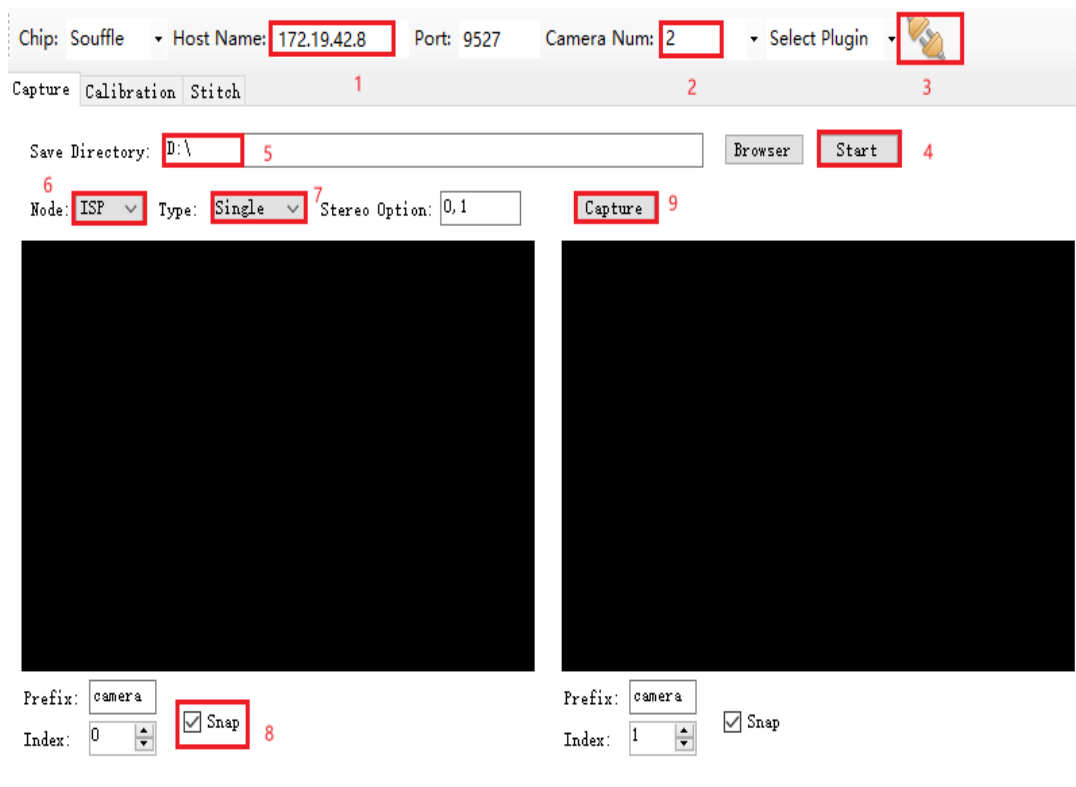 Chip: Souffle Host Name: 172.19.42.8 Port: 9527 Camera Num: 2 Select Plugin
1 2 3
Capture Calibration Stitch
Save Directory: D:\ 5 Browser Start 4
6 7
Node: ISP Type: Single Stereo Option: 0,1 Capture 9
Prefix: camera Prefix: camera
Snap 8 Snap
Index: 0 Index: 1